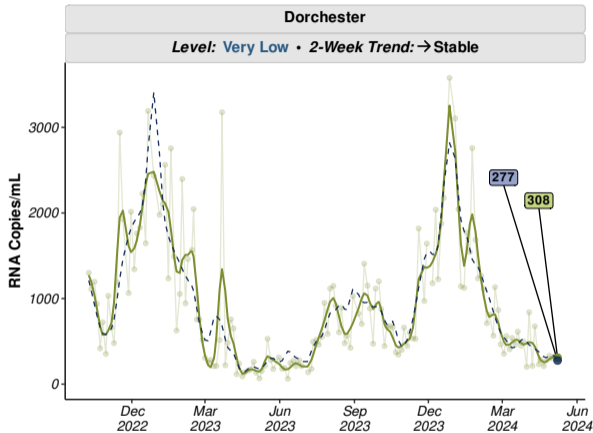 Dorchester
Level: Very Low • 2-Week Trend: → Stable
RNA Copies/mL
3000
2000
1000
0
277
308
Dec 2022
Mar 2023
Jun 2023
Sep 2023
Dec 2023
Mar 2024
Jun 2024